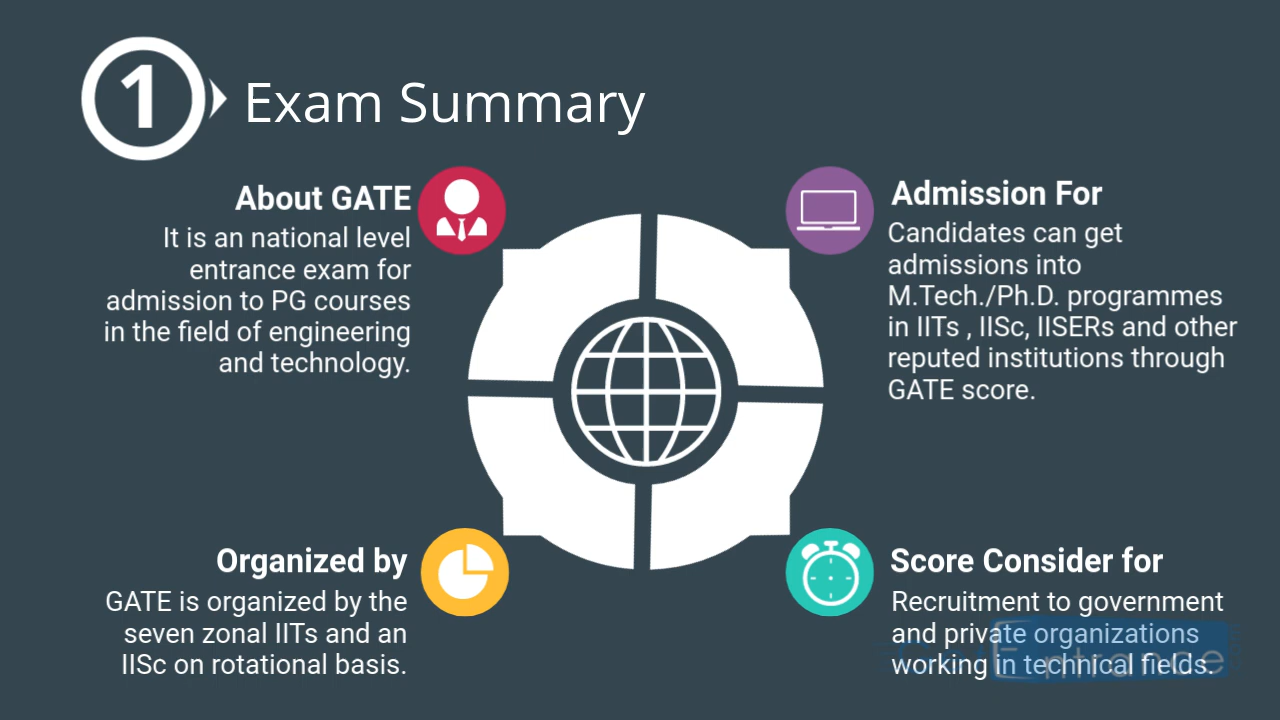 1
Exam Summary
About GATE
It is an national level
entrance exam for
admission to PG courses
in the field of engineering
and technology.
Admission For
Candidates can get
admissions into
M.Tech./Ph.D. programmes
in IITs , IISc, IISERs and other
reputed institutions through
GATE score.
Organized by
GATE is organized by the
seven zonal IITs and an
IISc on rotational basis.
Score Consider for
Recruitment to government
and private organizations
working in technical fields.